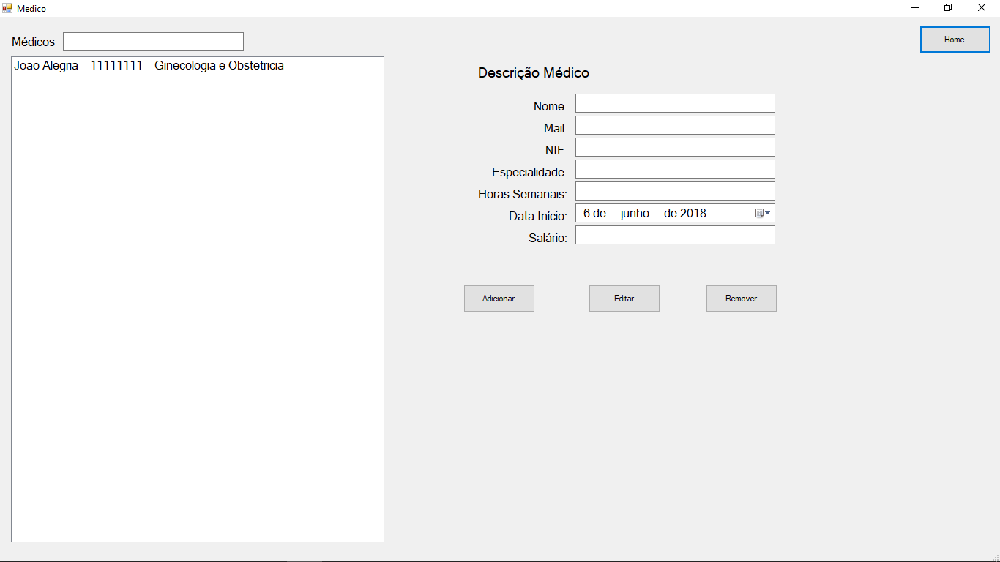 Medico
Médicos
Home
Joao Alegria 11111111 Ginecologia e Obstetricia
Descrição Médico
Nome:
Mail:
NIF:
Especialidade:
Horas Semanais:
Data Início: 6 de junho de 2018
Salário:
Adicionar Editar Remover